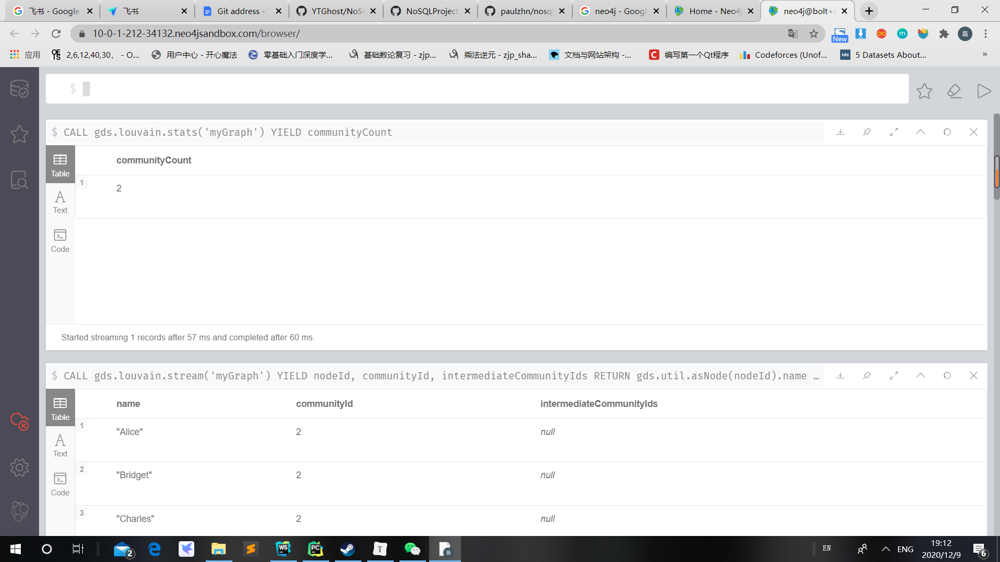 飞书 - Google
飞书
Git address -
YTGhost/NoS
NoSQLProject
paulzhn/nosq
neo4j - Googl
Home - Neo4j
neo4j@bolt+s
10-0-1-212-34132.neo4jsandbox.com/browser/
New
应用
2,6,12,40,30， - O...
用户中心 - 开心魔法
零基础入门深度学...
基础数论复习 - zjp...
乘法逆元 - zjp_sha...
文档与网站架构 -...
编写第一个Qt程序
Codeforces (Unof...
tds
5 Datasets About...
»
$
$ CALL gds.louvain.stats('myGraph') YIELD communityCount
Table
communityCount
1
2
Text
Code
Started streaming 1 records after 57 ms and completed after 60 ms.
$ CALL gds.louvain.stream('myGraph') YIELD nodeId, communityId, intermediateCommunityIds RETURN gds.util.asNode(nodeId).name …
Table
name communityId intermediateCommunityIds
1 "Alice" 2 null
Text
2 "Bridget" 2 null
Code
3 "Charles" 2 null
2
WS
PC
T
EN
ENG
19:12
2020/12/9
6